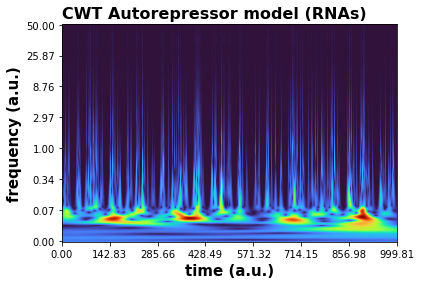 CWT Autorepressor model (RNAs)
frequency (a.u.)
50.00
25.87
8.76
2.97
1.00
0.34
0.07
0.00
0.00 142.83 285.66 428.49 571.32 714.15 856.98 999.81
time (a.u.)